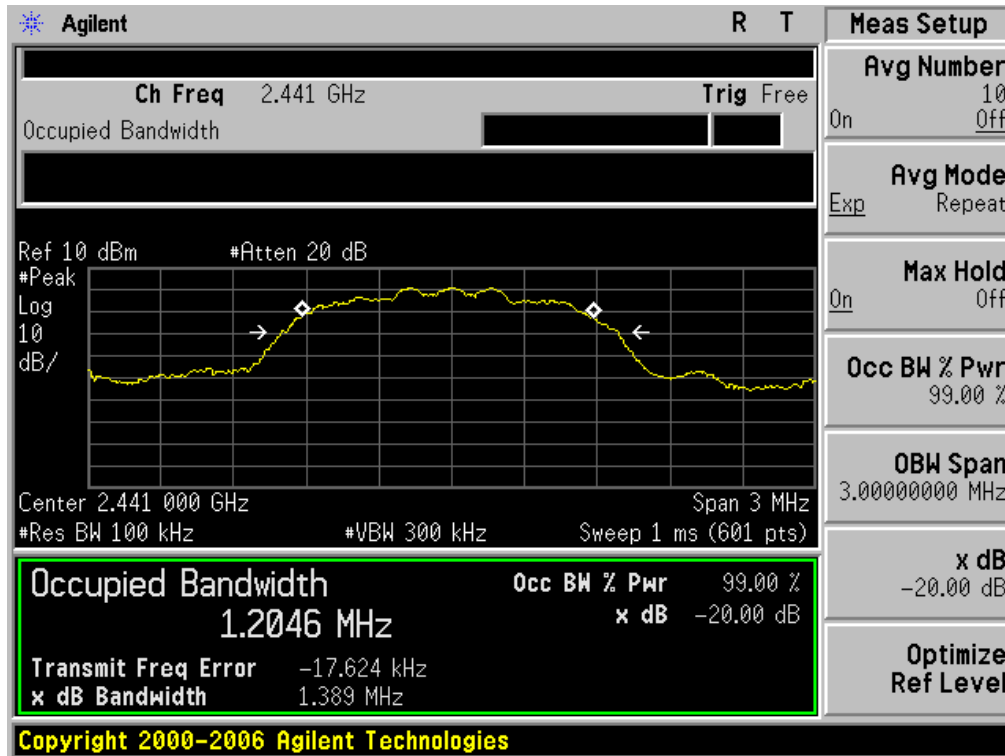 Agilent R T
Ch Freq 2.441 GHz Trig Free
Occupied Bandwidth
Ref 10 dBm #Atten 20 dB
#Peak
Log
10
dB/
Center 2.441 000 GHz Span 3 MHz
#Res BW 100 kHz #VBW 300 kHz Sweep 1 ms (601 pts)
Occupied Bandwidth Occ BW % Pwr 99.00 %
1.2046 MHz x dB -20.00 dB
Transmit Freq Error -17.624 kHz
x dB Bandwidth 1.389 MHz
Copyright 2000-2006 Agilent Technologies
Meas Setup
Avg Number
10
On Off
Avg Mode
Exp Repeat
Max Hold
On Off
Occ BW % Pwr
99.00 %
OBW Span
3.00000000 MHz
x dB
-20.00 dB
Optimize
Ref Level